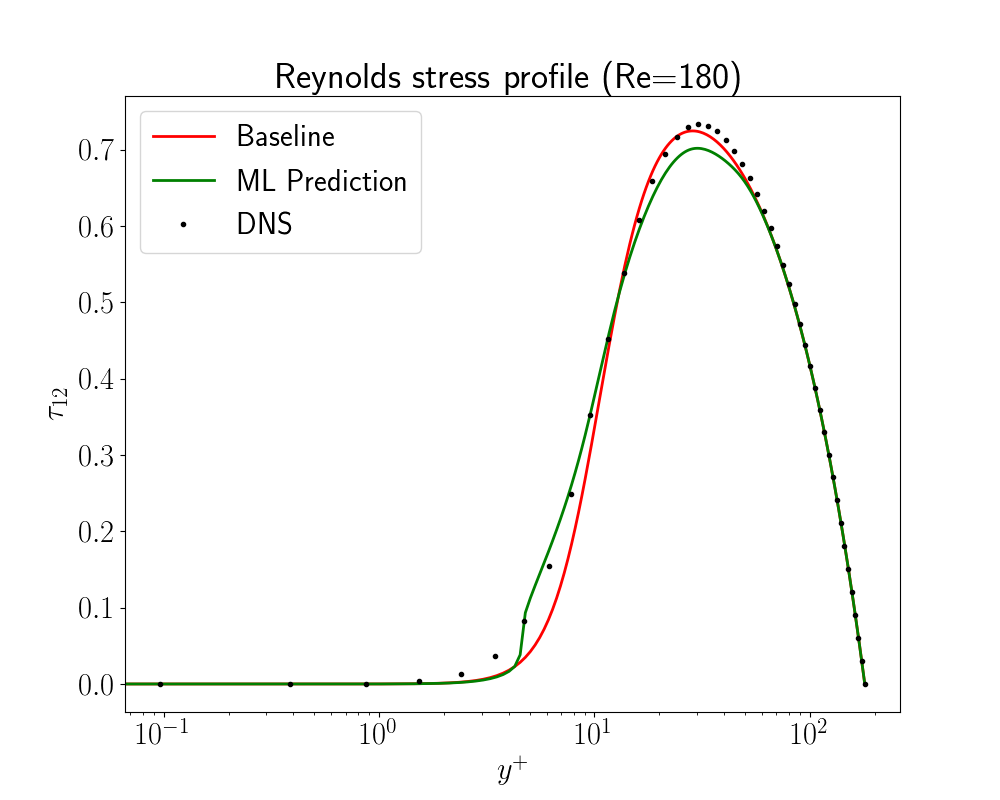 Reynolds stress profile (Re=180)
Baseline
ML Prediction
DNS
0.7
0.6
0.5
0.4
0.3
0.2
0.1
0.0
τ₁₂
10⁻¹ 10⁰ 10¹ 10²
y⁺